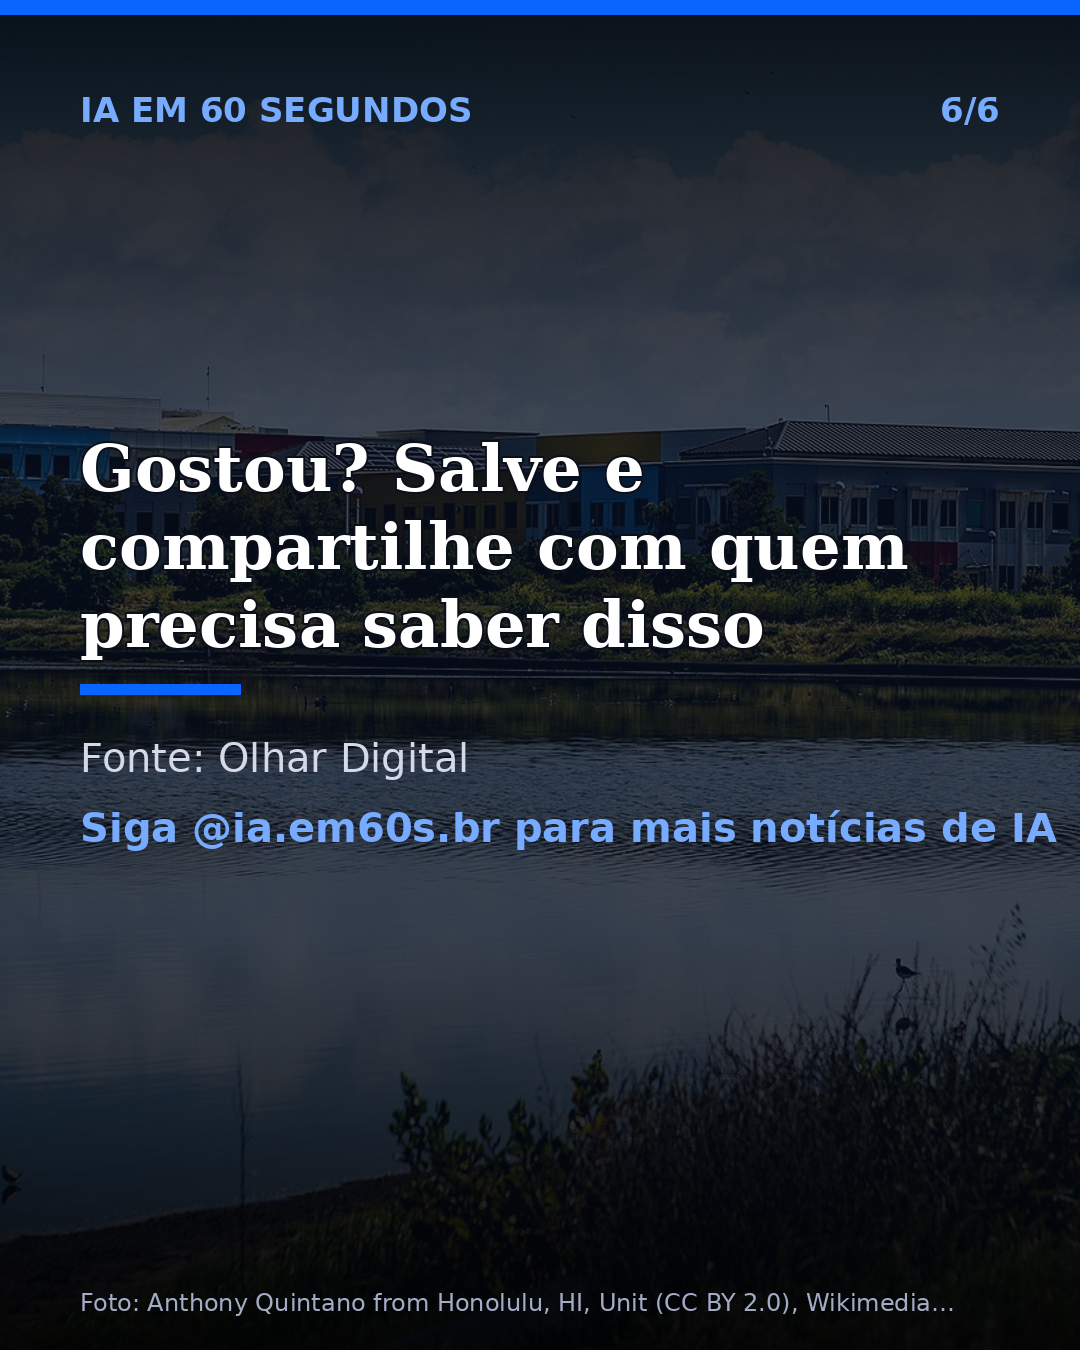 IA EM 60 SEGUNDOS
6/6
Gostou? Salve e
compartilhe com quem
precisa saber disso
Fonte: Olhar Digital
Siga @ia.em60s.br para mais notícias de IA
Foto: Anthony Quintano from Honolulu, HI, Unit (CC BY 2.0), Wikimedia…